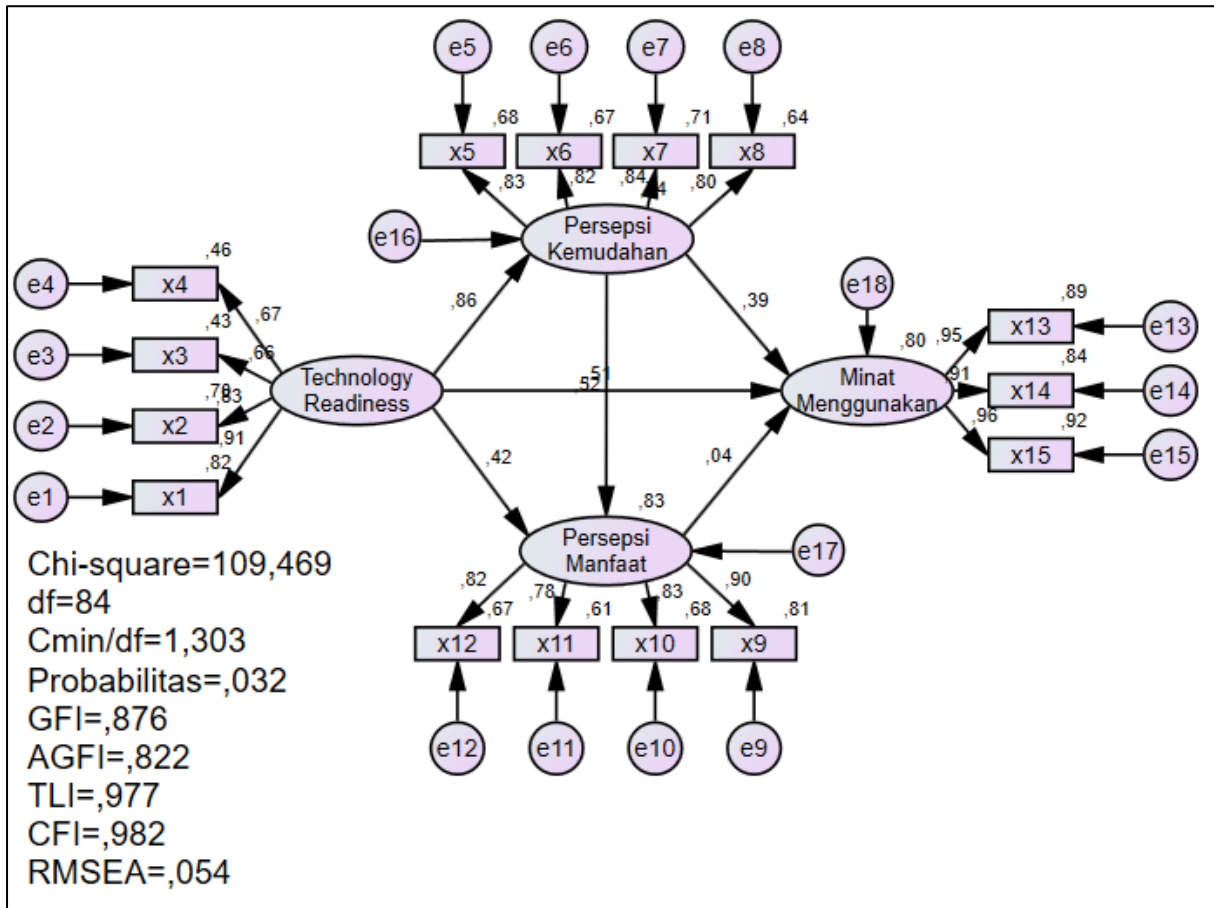 e5 e6 e7 e8
,68 ,67 ,71 ,64
x5 x6 x7 x8
,83 ,82 ,84 ,80
e16
Persepsi
Kemudahan
,46
e4 x4
,67
,86
,39
e18
,43
e3 x3
,66
Technology
Readiness
,51
,52
,80
Minat
Menggunakan
,95
,89
x13 e13
,91
,84
x14 e14
,96
,92
x15 e15
,83
e2 x2
,91
,82
e1 x1
,42
,04
,83
Persepsi
Manfaat
e17
,82 ,78 ,83 ,90
,67 ,61 ,68 ,81
x12 x11 x10 x9
e12 e11 e10 e9
Chi-square=109,469
df=84
Cmin/df=1,303
Probabilitas=,032
GFI=,876
AGFI=,822
TLI=,977
CFI=,982
RMSEA=,054